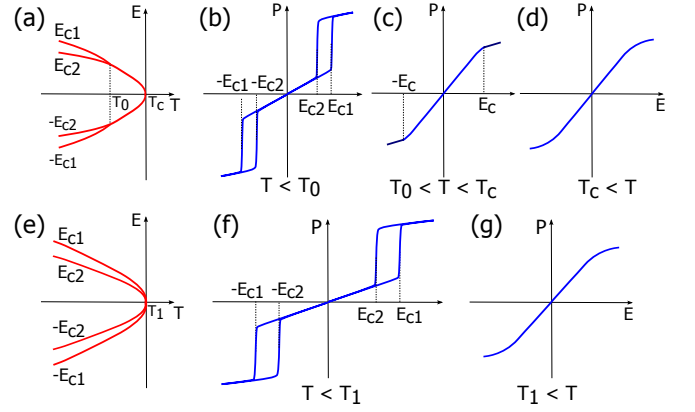 (a)
E
Ec1
Ec2
T0
Tc
T
-Ec2
-Ec1
(b)
P
-Ec1
-Ec2
Ec2
Ec1
T < T0
(c)
P
-Ec
Ec
T0 < T < Tc
(d)
P
E
Tc < T
(e)
E
Ec1
Ec2
T1
T
-Ec2
-Ec1
(f)
P
-Ec1
-Ec2
Ec2
Ec1
T < T1
(g)
P
E
T1 < T